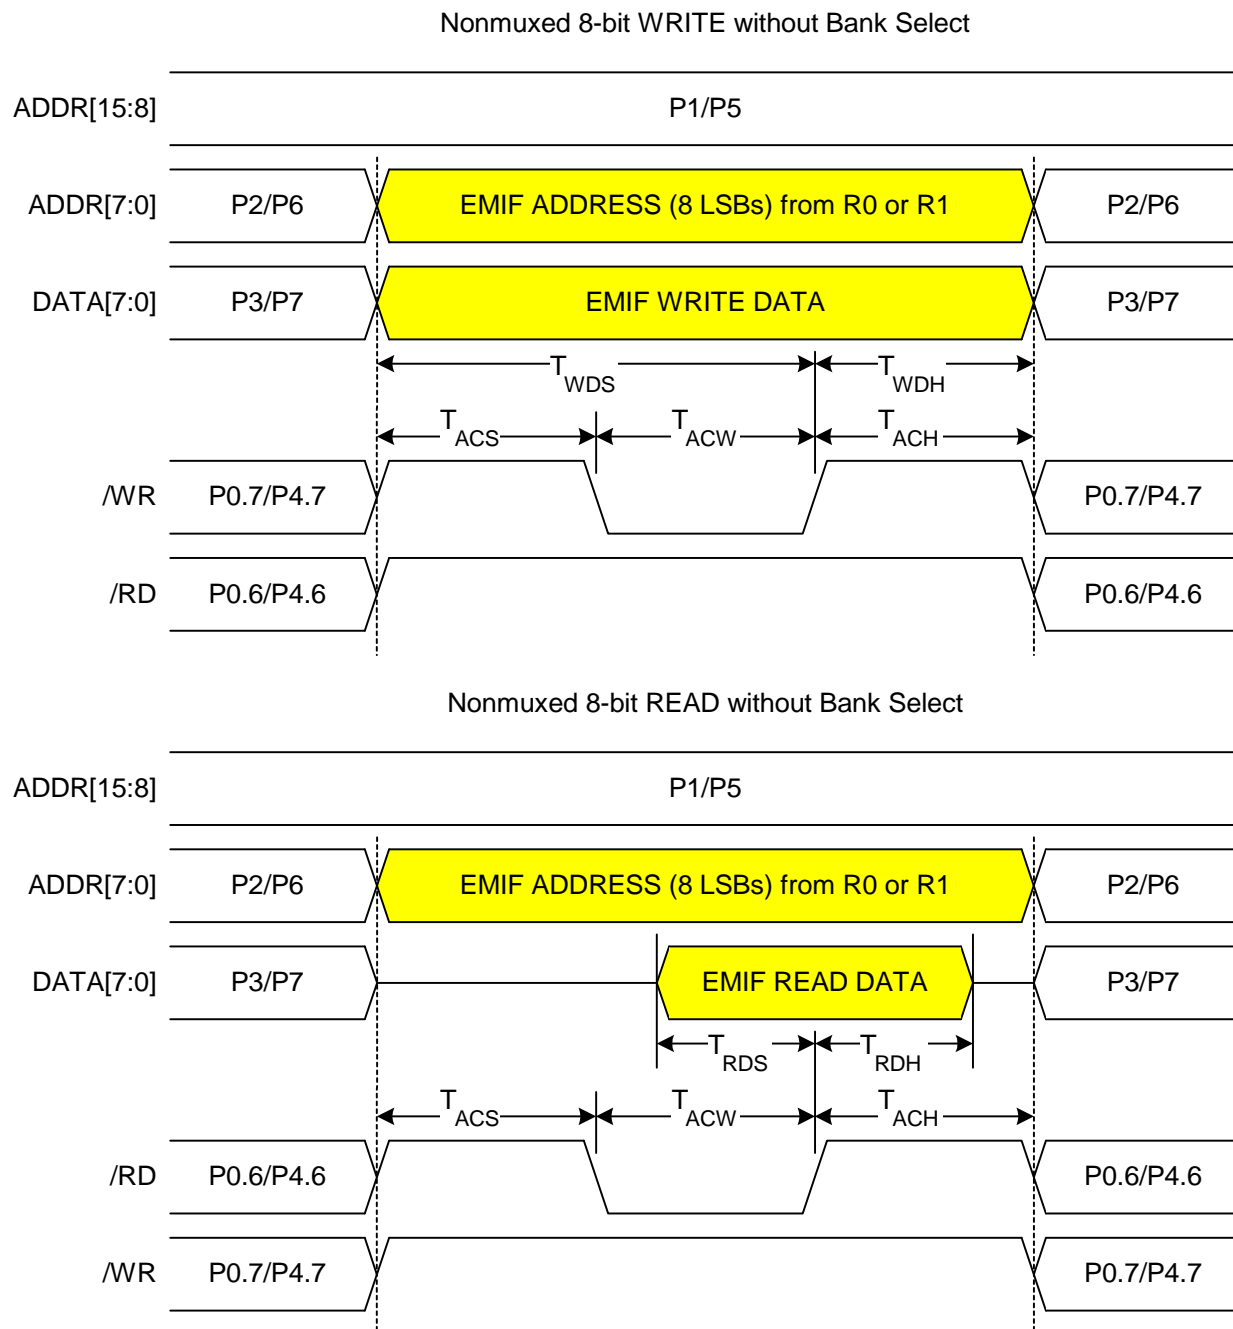 Nonmuxed 8-bit WRITE without Bank Select
ADDR[15:8] P1/P5
ADDR[7:0] P2/P6 EMIF ADDRESS (8 LSBs) from R0 or R1 P2/P6
DATA[7:0] P3/P7 EMIF WRITE DATA P3/P7
TWDS TWDH
TACS TACW TACH
/WR P0.7/P4.7 P0.7/P4.7
/RD P0.6/P4.6 P0.6/P4.6
Nonmuxed 8-bit READ without Bank Select
ADDR[15:8] P1/P5
ADDR[7:0] P2/P6 EMIF ADDRESS (8 LSBs) from R0 or R1 P2/P6
DATA[7:0] P3/P7 EMIF READ DATA P3/P7
TRDS TRDH
TACS TACW TACH
/RD P0.6/P4.6 P0.6/P4.6
/WR P0.7/P4.7 P0.7/P4.7